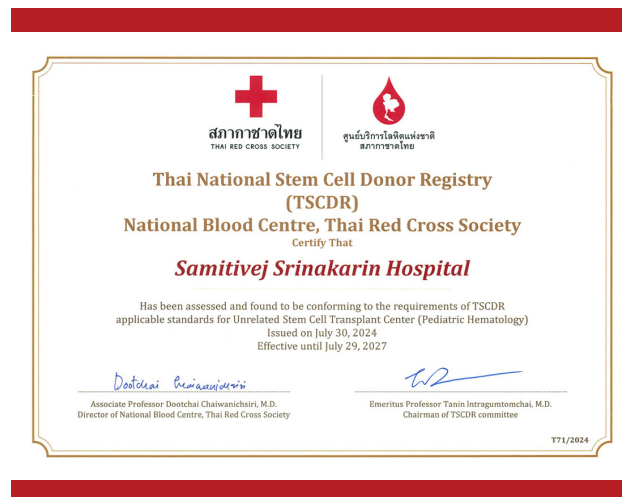 สภากาชาดไทย
THAI RED CROSS SOCIETY
ศูนย์บริการโลหิตแห่งชาติ
สภากาชาดไทย
Thai National Stem Cell Donor Registry
(TSCDR)
National Blood Centre, Thai Red Cross Society
Certify That
Samitivej Srinakarin Hospital
Has been assessed and found to be conforming to the requirements of TSCDR
applicable standards for Unrelated Stem Cell Transplant Center (Pediatric Hematology)
Issued on July 30, 2024
Effective until July 29, 2027
Dootchai Chaiwanichsiri
Associate Professor Dootchai Chaiwanichsiri, M.D.
Director of National Blood Centre, Thai Red Cross Society
Emeritus Professor Tanin Intragumtomchai, M.D.
Chairman of TSCDR committee
T71/2024